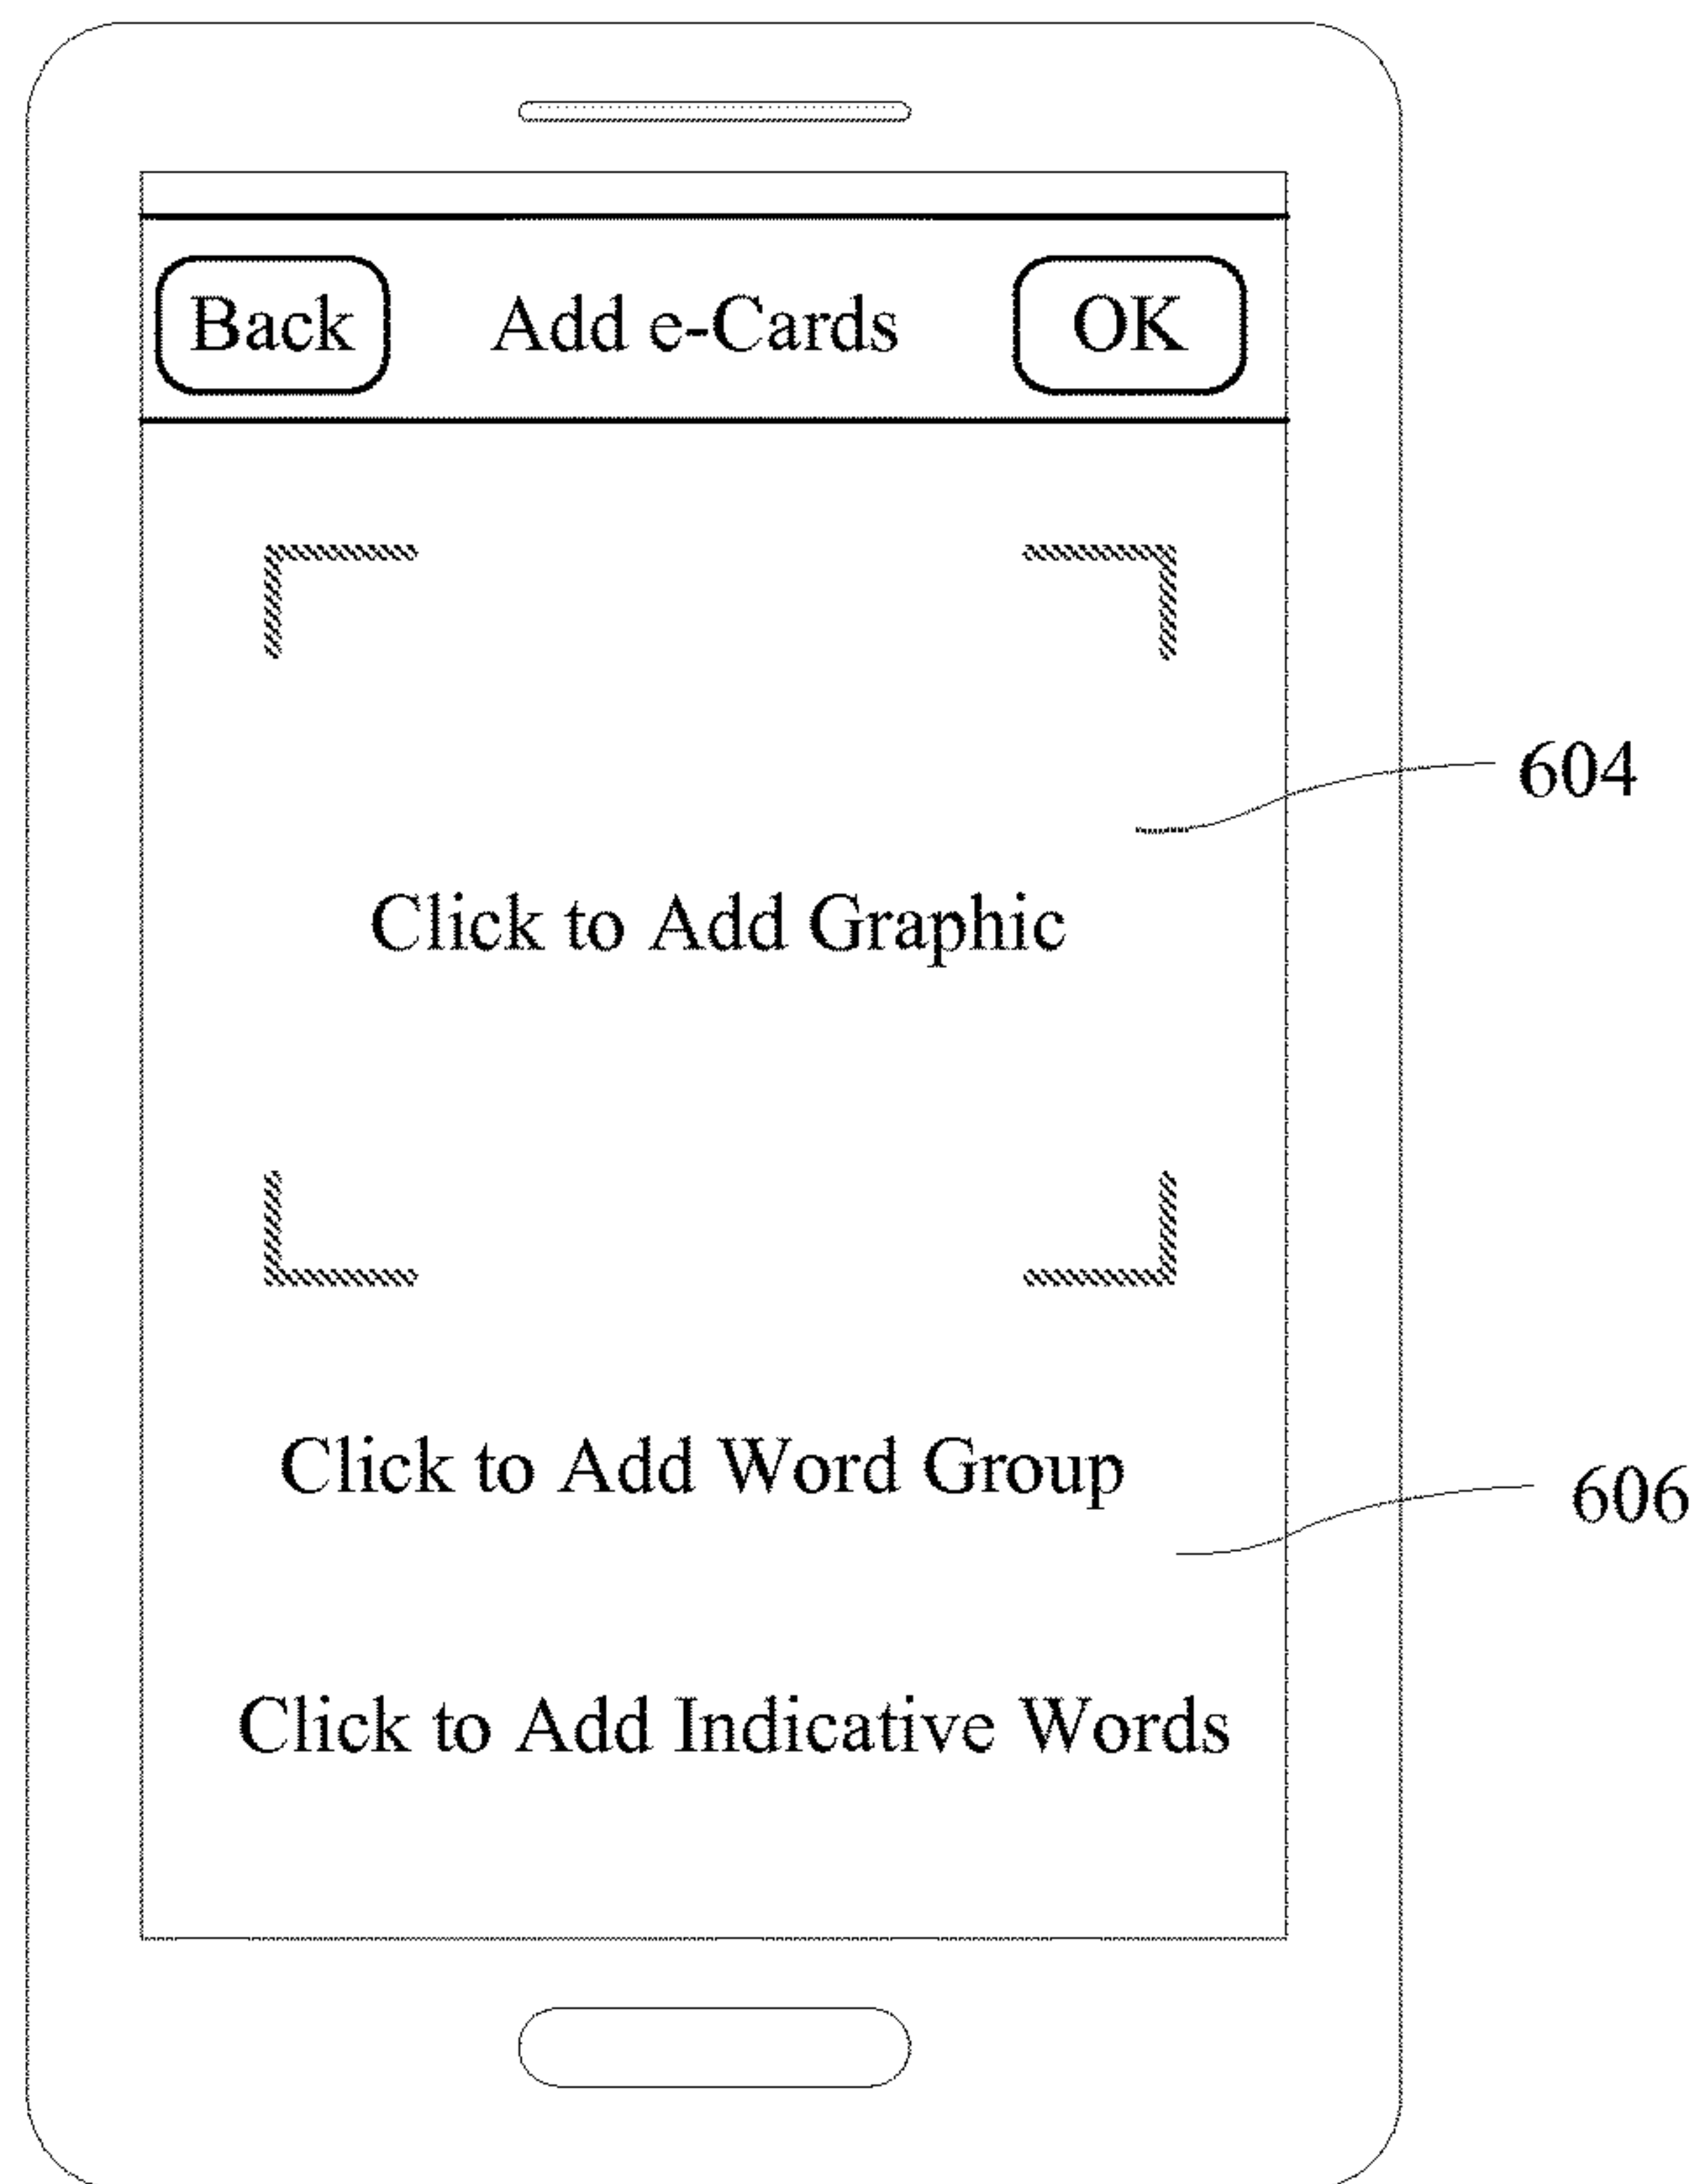 Back Add e-Cards OK
604
Click to Add Graphic
Click to Add Word Group
606
Click to Add Indicative Words